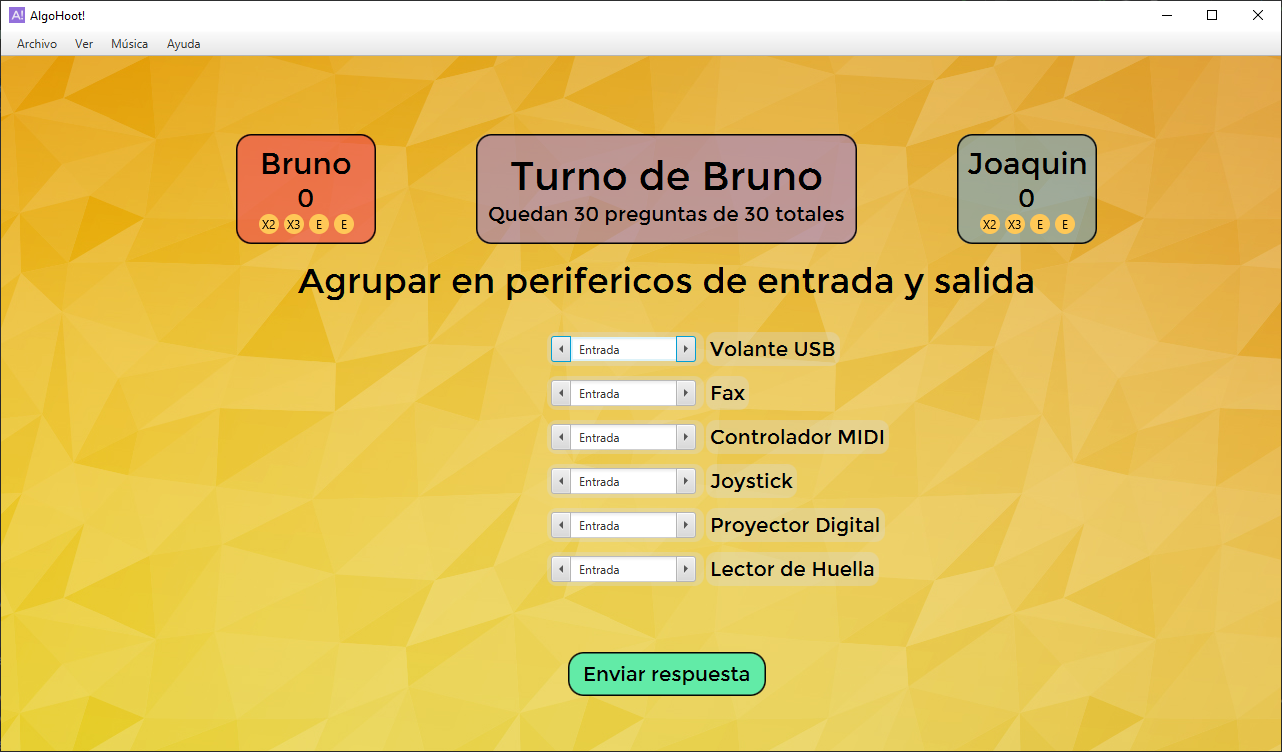 AlgoHoot!
Archivo Ver Música Ayuda
Bruno
0
X2 X3 E E
Turno de Bruno
Quedan 30 preguntas de 30 totales
Joaquin
0
X2 X3 E E
Agrupar en perifericos de entrada y salida
Entrada Volante USB
Entrada Fax
Entrada Controlador MIDI
Entrada Joystick
Entrada Proyector Digital
Entrada Lector de Huella
Enviar respuesta